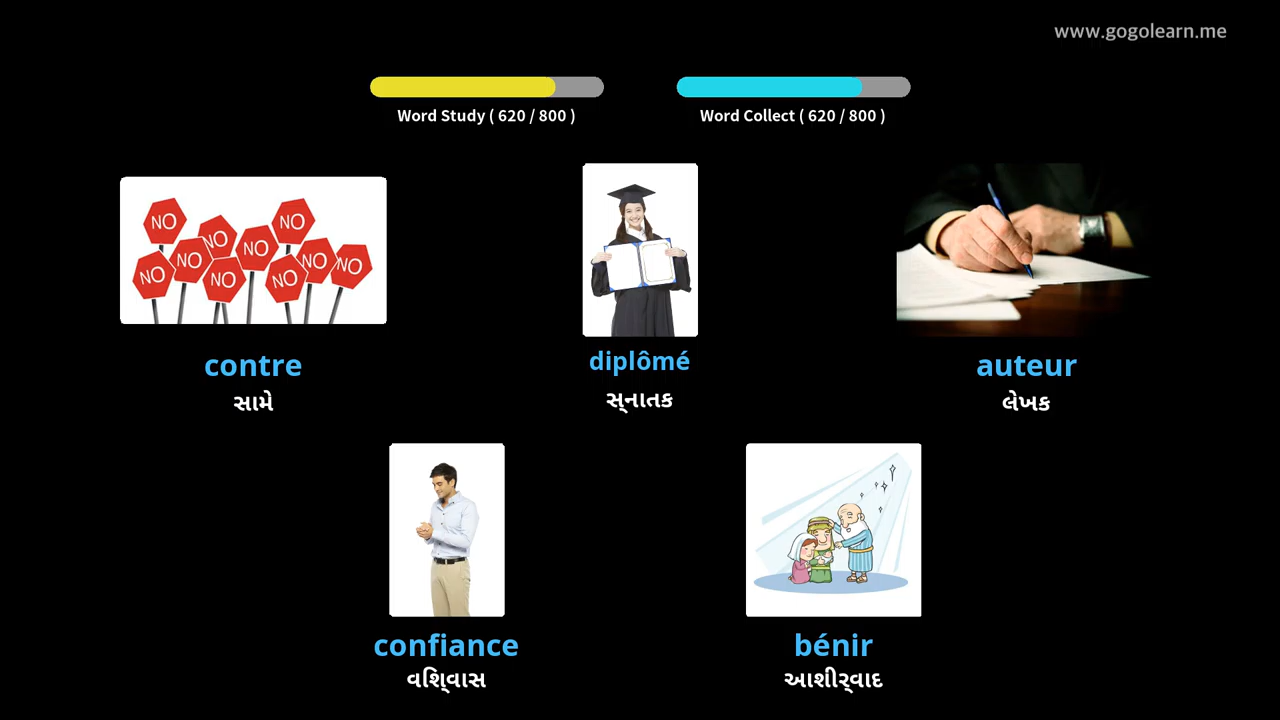 www.gogolearn.me
Word Study ( 620 / 800 )
Word Collect ( 620 / 800 )
NO
NO
NO
NO
NO
NO
NO
NO
NO
contre
સામે
diplômé
સ્નાતક
auteur
લેખક
confiance
વિશ્વાસ
bénir
આશીર્વાદ